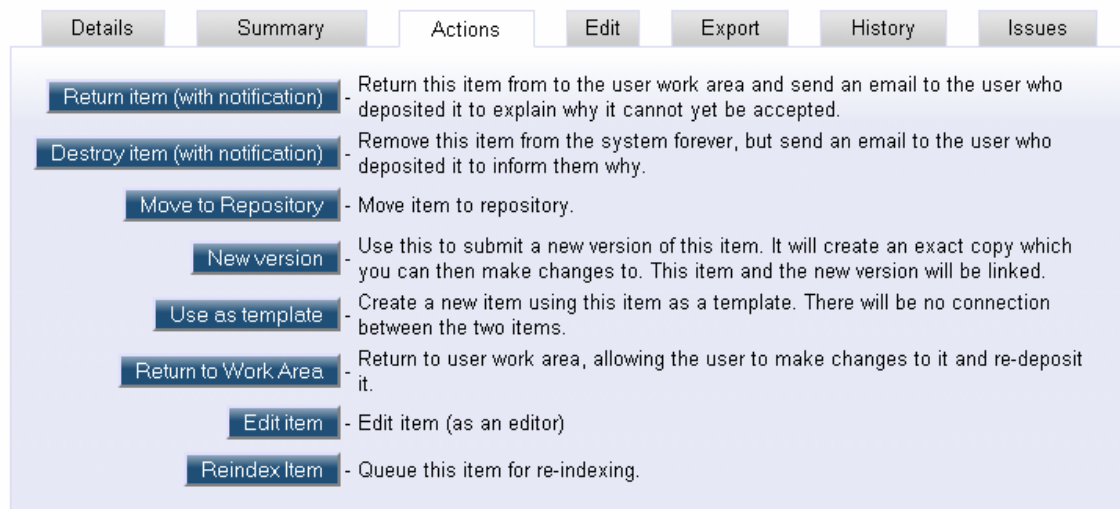 Details Summary Actions Edit Export History Issues
Return item (with notification) - Return this item from to the user work area and send an email to the user who
deposited it to explain why it cannot yet be accepted.
Destroy item (with notification) - Remove this item from the system forever, but send an email to the user who
deposited it to inform them why.
Move to Repository - Move item to repository.
New version - Use this to submit a new version of this item. It will create an exact copy which
you can then make changes to. This item and the new version will be linked.
Use as template - Create a new item using this item as a template. There will be no connection
between the two items.
Return to Work Area - Return to user work area, allowing the user to make changes to it and re-deposit
it.
Edit item - Edit item (as an editor)
Reindex Item - Queue this item for re-indexing.